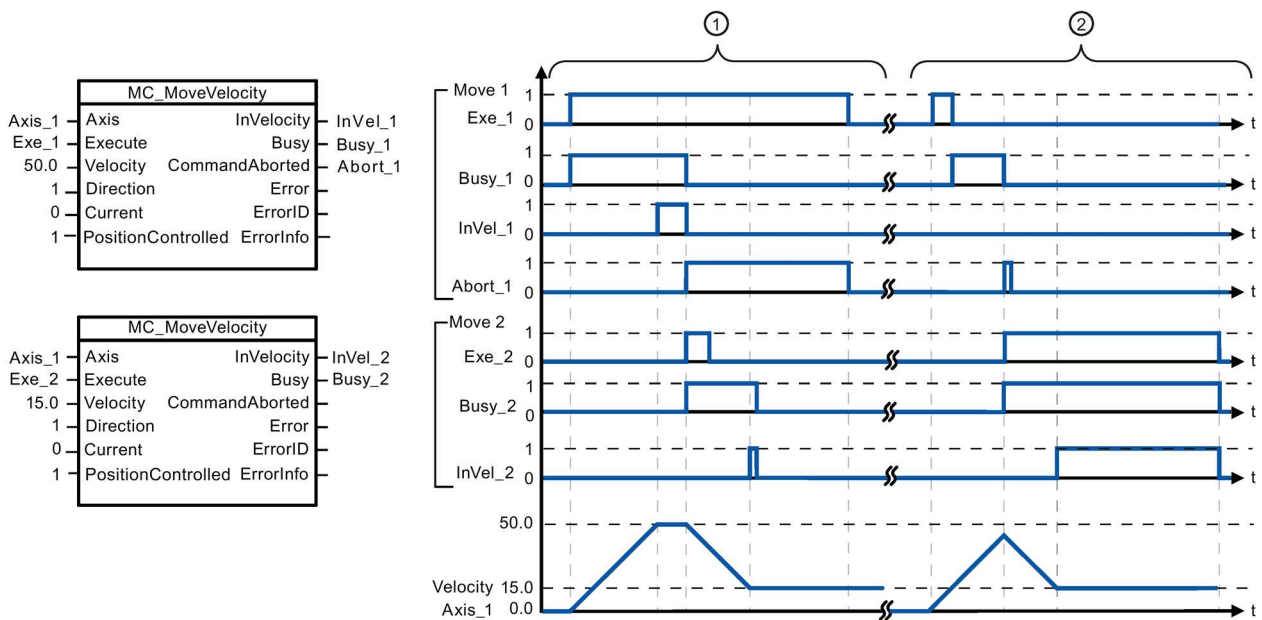 ① ②
MC_MoveVelocity
Axis_1 Axis InVelocity InVel_1
Exe_1 Execute Busy Busy_1
50.0 Velocity CommandAborted Abort_1
1 Direction Error
0 Current ErrorID
1 PositionControlled ErrorInfo
MC_MoveVelocity
Axis_1 Axis InVelocity InVel_2
Exe_2 Execute Busy Busy_2
15.0 Velocity CommandAborted
1 Direction Error
0 Current ErrorID
1 PositionControlled ErrorInfo
Move 1
Exe_1 1 0 t
Busy_1 1 0 t
InVel_1 1 0 t
Abort_1 1 0 t
Move 2
Exe_2 1 0 t
Busy_2 1 0 t
InVel_2 1 0 t
50.0
Velocity 15.0
Axis_1 0.0 t